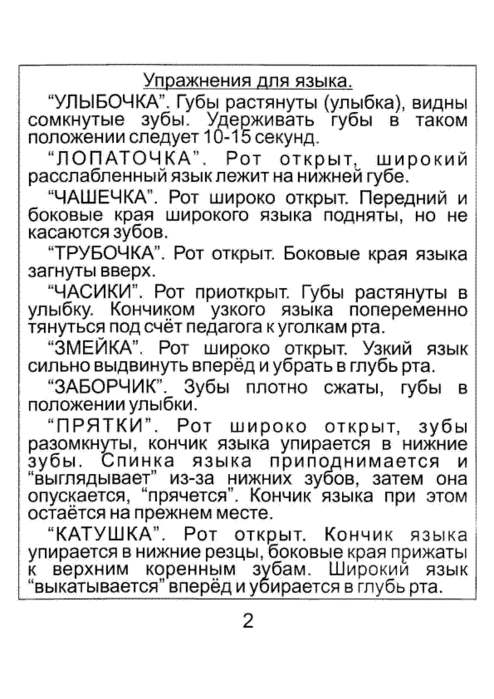 Упражнения для языка.
“УЛЫБОЧКА”. Губы растянуты (улыбка), видны
сомкнутые зубы. Удерживать губы в таком
положении следует 10-15 секунд.
“ЛОПАТОЧКА”. Рот открыт, широкий
расслабленный язык лежит на нижней губе.
“ЧАШЕЧКА”. Рот широко открыт. Передний и
боковые края широкого языка подняты, но не
касаются зубов.
“ТРУБОЧКА”. Рот открыт. Боковые края языка
загнуты вверх.
“ЧАСИКИ”. Рот приоткрыт. Губы растянуты в
улыбку. Кончиком узкого языка попеременно
тянуться под счёт педагога к уголкам рта.
“ЗМЕЙКА”. Рот широко открыт. Узкий язык
сильно выдвинуть вперёд и убрать в глубь рта.
“ЗАБОРЧИК”. Зубы плотно сжаты, губы в
положении улыбки.
“ПРЯТКИ”. Рот широко открыт, зубы
разомкнуты, кончик языка упирается в нижние
зубы. Спинка языка приподнимается и
“выглядывает” из-за нижних зубов, затем она
опускается, “прячется”. Кончик языка при этом
остаётся на прежнем месте.
“КАТУШКА”. Рот открыт. Кончик языка
упирается в нижние резцы, боковые края прижаты
к верхним коренным зубам. Широкий язык
“выкатывается” вперёд и убирается в глубь рта.
2